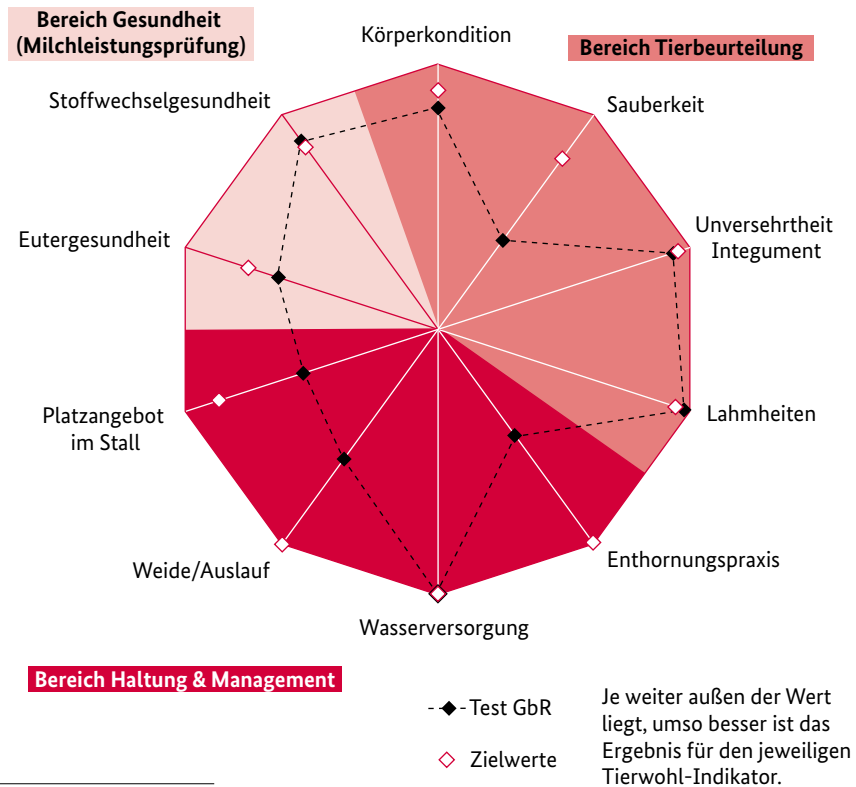 Bereich Gesundheit
(Milchleistungsprüfung)
Körperkondition
Bereich Tierbeurteilung
Stoffwechselgesundheit
Sauberkeit
Eutergesundheit
Unversehrtheit
Integument
Platzangebot
im Stall
Lahmheiten
Weide/Auslauf
Enthornungspraxis
Wasserversorgung
Bereich Haltung & Management
Test GbR
Zielwerte
Je weiter außen der Wert
liegt, umso besser ist das
Ergebnis für den jeweiligen
Tierwohl-Indikator.